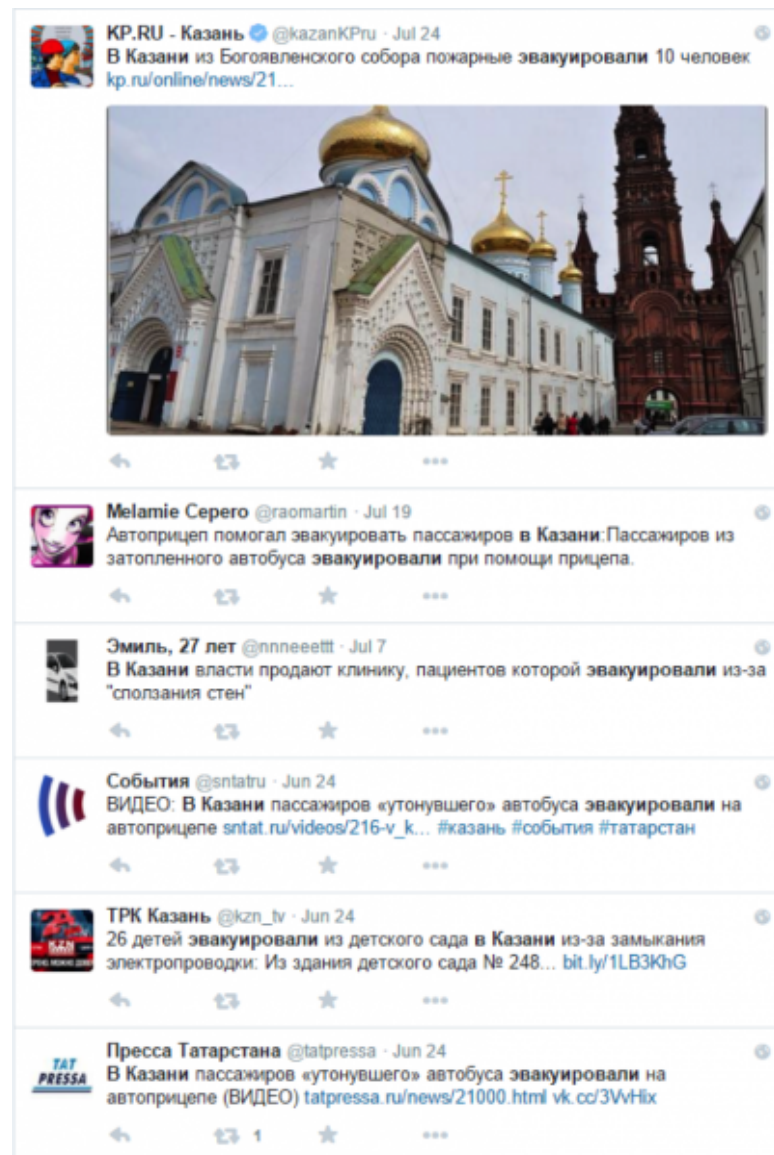 KP.RU - Казань @kazanKPru · Jul 24
В Казани из Богоявленского собора пожарные эвакуировали 10 человек
kp.ru/online/news/21...
Melamie Cepero @raomartin · Jul 19
Автоприцеп помогал эвакуировать пассажиров в Казани:Пассажиров из
затопленного автобуса эвакуировали при помощи прицепа.
Эмиль, 27 лет @nnneeettt · Jul 7
В Казани власти продают клинику, пациентов которой эвакуировали из-за
"сползания стен"
События @sntatru · Jun 24
ВИДЕО: В Казани пассажиров «утонувшего» автобуса эвакуировали на
автоприцепе sntat.ru/videos/216-v_k... #казань #события #татарстан
KZN
ТРК Казань @kzn_tv · Jun 24
26 детей эвакуировали из детского сада в Казани из-за замыкания
электропроводки: Из здания детского сада № 248... bit.ly/1LB3KhG
TAT
PRESSA
Пресса Татарстана @tatpressa · Jun 24
В Казани пассажиров «утонувшего» автобуса эвакуировали на
автоприцепе (ВИДЕО) tatpressa.ru/news/21000.html vk.cc/3VvHix
1